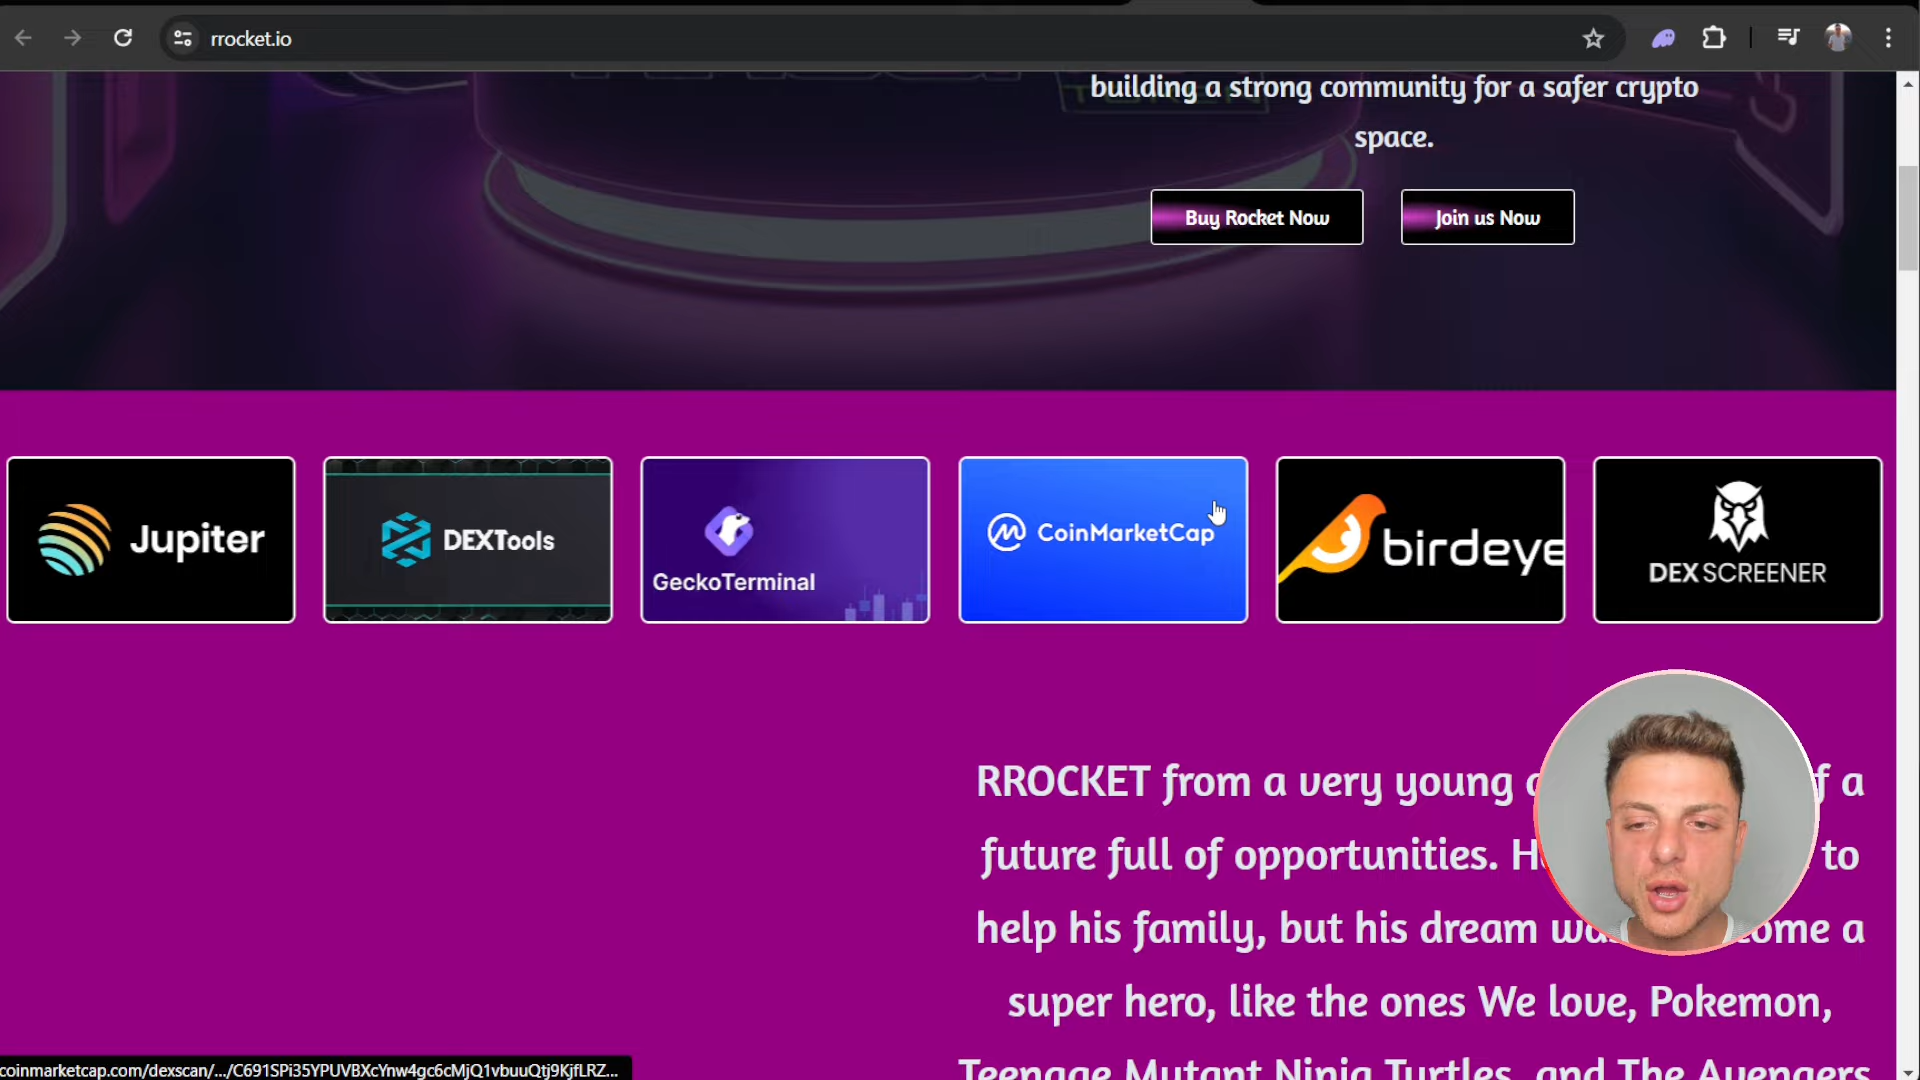 rrocket.io
building a strong community for a safer crypto
space.
TOKEN
Buy Rocket Now
Join us Now
Jupiter
DEXTools
GeckoTerminal
CoinMarketCap
birdeye
DEX SCREENER
RROCKET from a very young
f a
future full of opportunities. H
to
help his family, but his dream
ome a
super hero, like the ones We love, Pokemon,
Teenage Mutant Ninja Turtles, and The Avengers
coinmarketcap.com/dexscan/.../C691SPi35YPUVBXcYnw4gc6cMjQ1vbuuQtj9KjfLRZ...